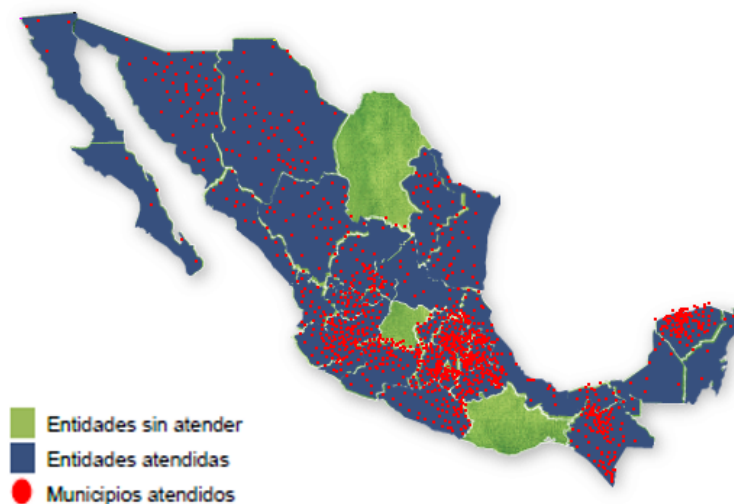 Entidades sin atender
Entidades atendidas
Municipios atendidos